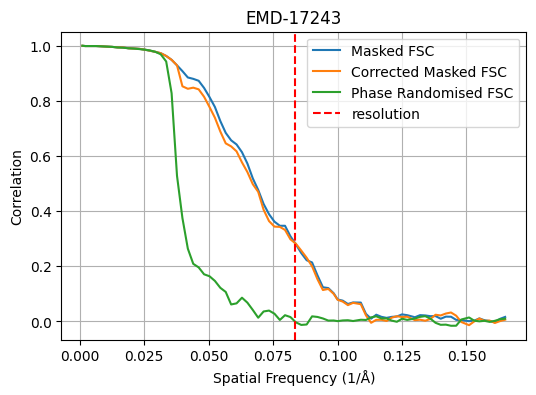 EMD-17243
1.0
0.8
0.6
0.4
0.2
0.0
Correlation
Masked FSC
Corrected Masked FSC
Phase Randomised FSC
resolution
0.000 0.025 0.050 0.075 0.100 0.125 0.150
Spatial Frequency (1/Å)